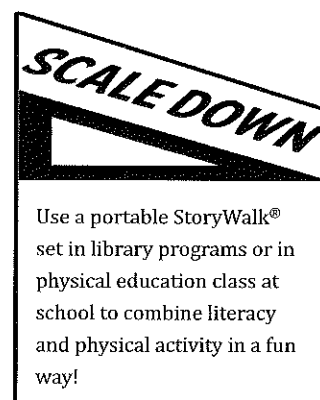 SCALE DOWN
Use a portable StoryWalk®
set in library programs or in
physical education class at
school to combine literacy
and physical activity in a fun
way!